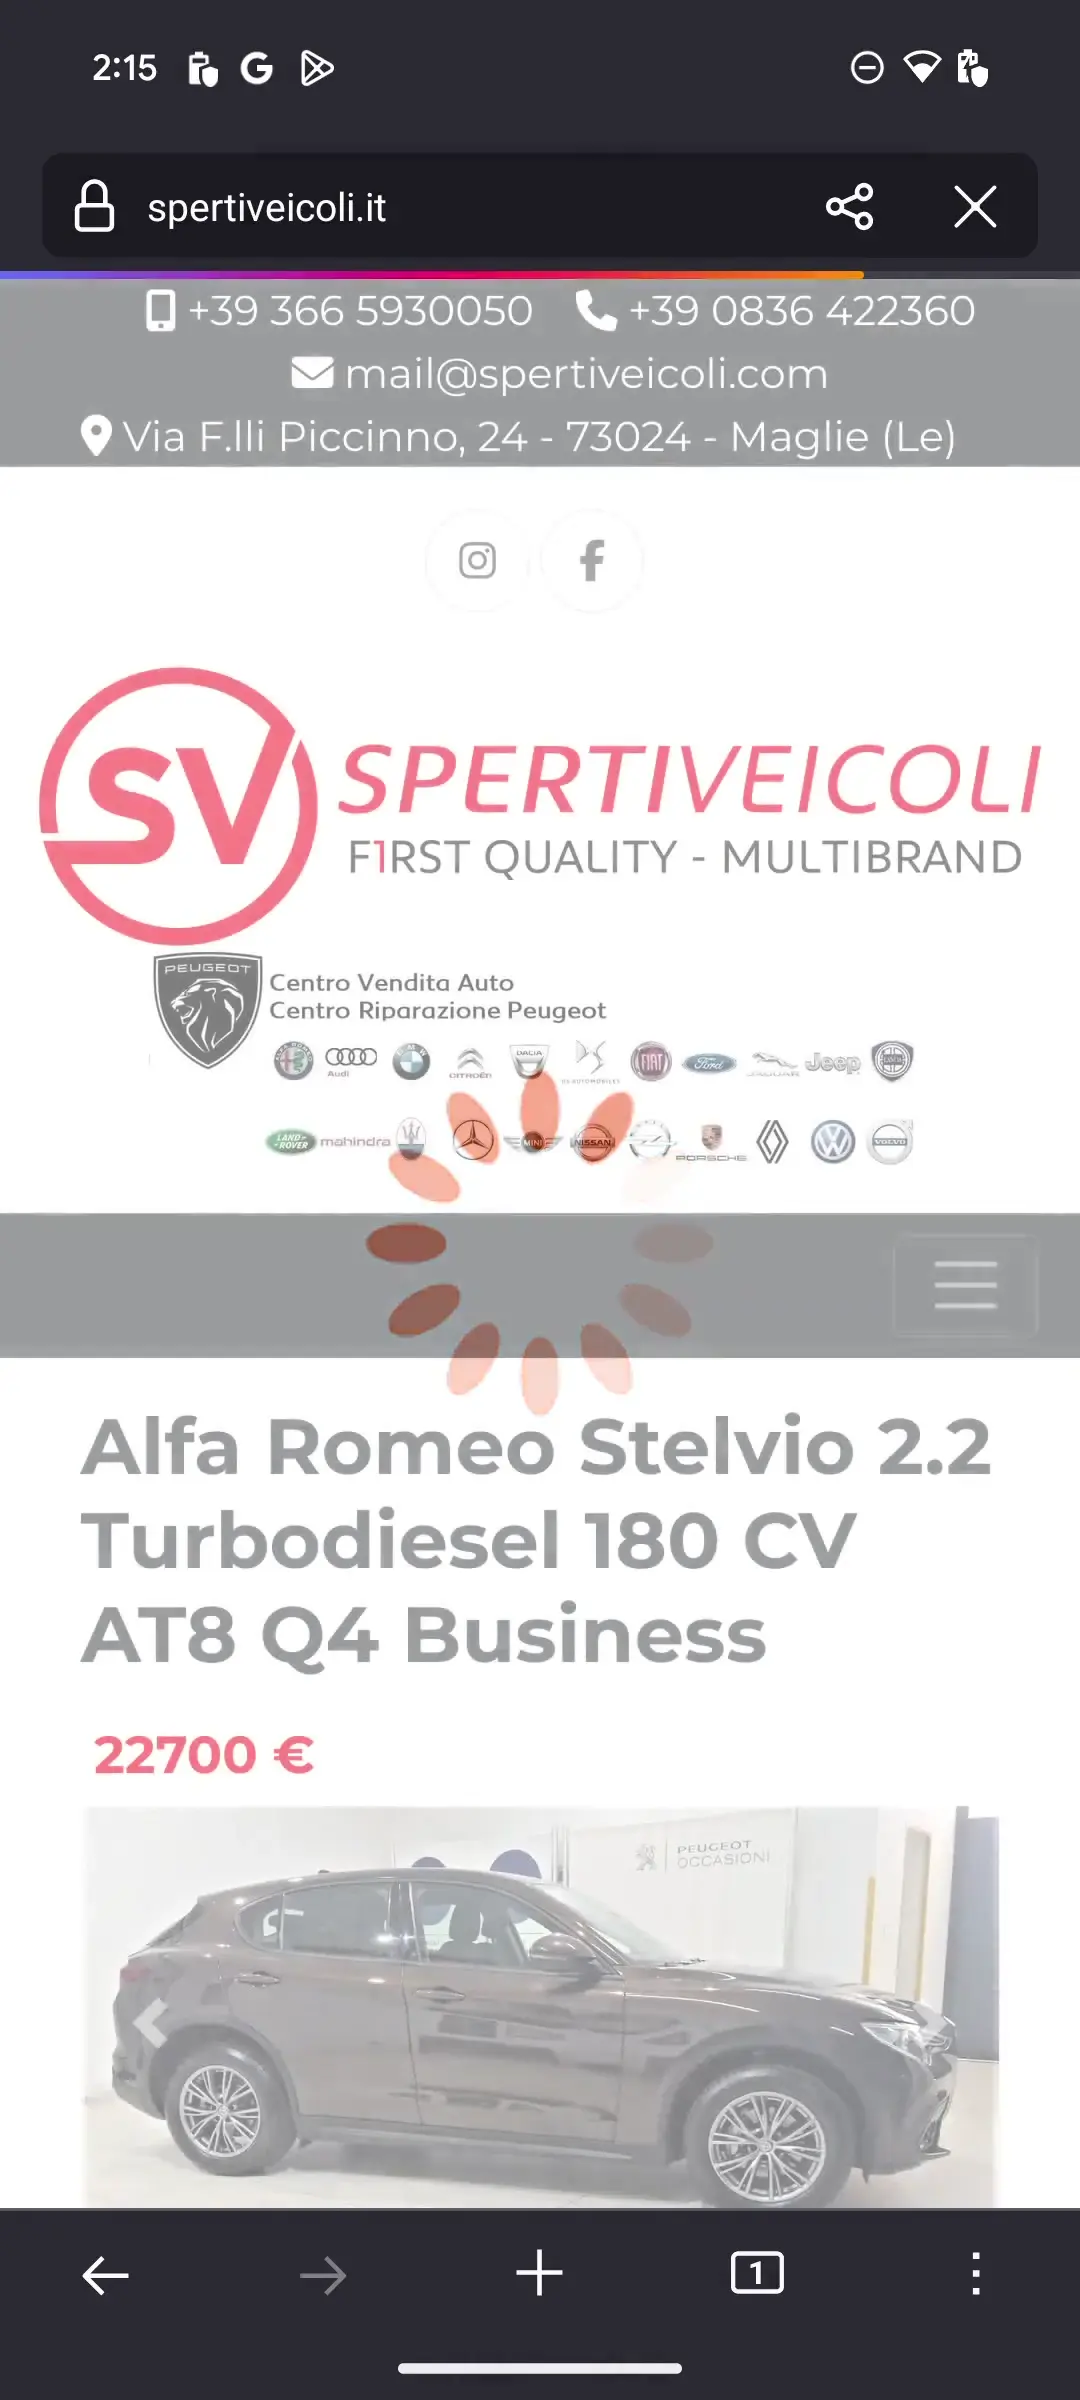 2:15
spertiveicoli.it
+39 366 5930050 +39 0836 422360
mail@spertiveicoli.com
Via F.lli Piccinno, 24 - 73024 - Maglie (Le)
SV
SPERTIVEICOLI
F1RST QUALITY - MULTIBRAND
PEUGEOT
Centro Vendita Auto
Centro Riparazione Peugeot
Audi CITROËN DACIA DS AUTOMOBILES FIAT Ford JAGUAR Jeep
LAND ROVER mahindra MINI NISSAN PORSCHE VOLVO
Alfa Romeo Stelvio 2.2
Turbodiesel 180 CV
AT8 Q4 Business
22700 €
PEUGEOT
OCCASIONI
1